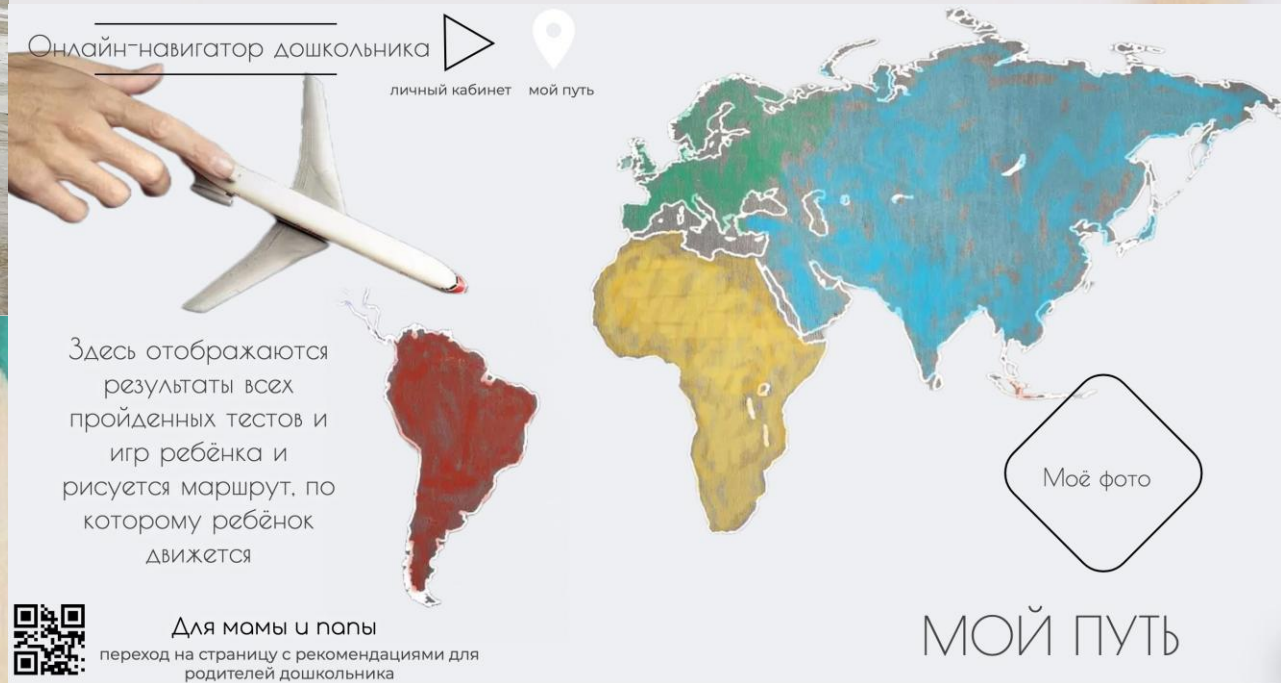 Онлайн-навигатор дошкольника
личный кабинет
мой путь
Здесь отображаются
результаты всех
пройденных тестов и
игр ребёнка и
рисуется маршрут, по
которому ребёнок
движется
Моё фото
Для мамы и папы
переход на страницу с рекомендациями для
родителей дошкольника
МОЙ ПУТЬ